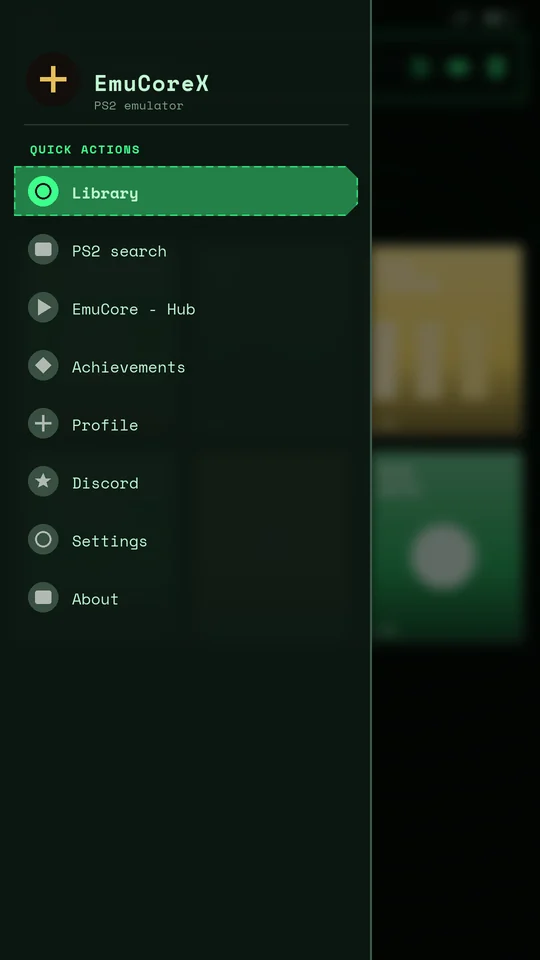 EmuCoreX
PS2 emulator
QUICK ACTIONS
Library
PS2 search
EmuCore - Hub
Achievements
Profile
Discord
Settings
About